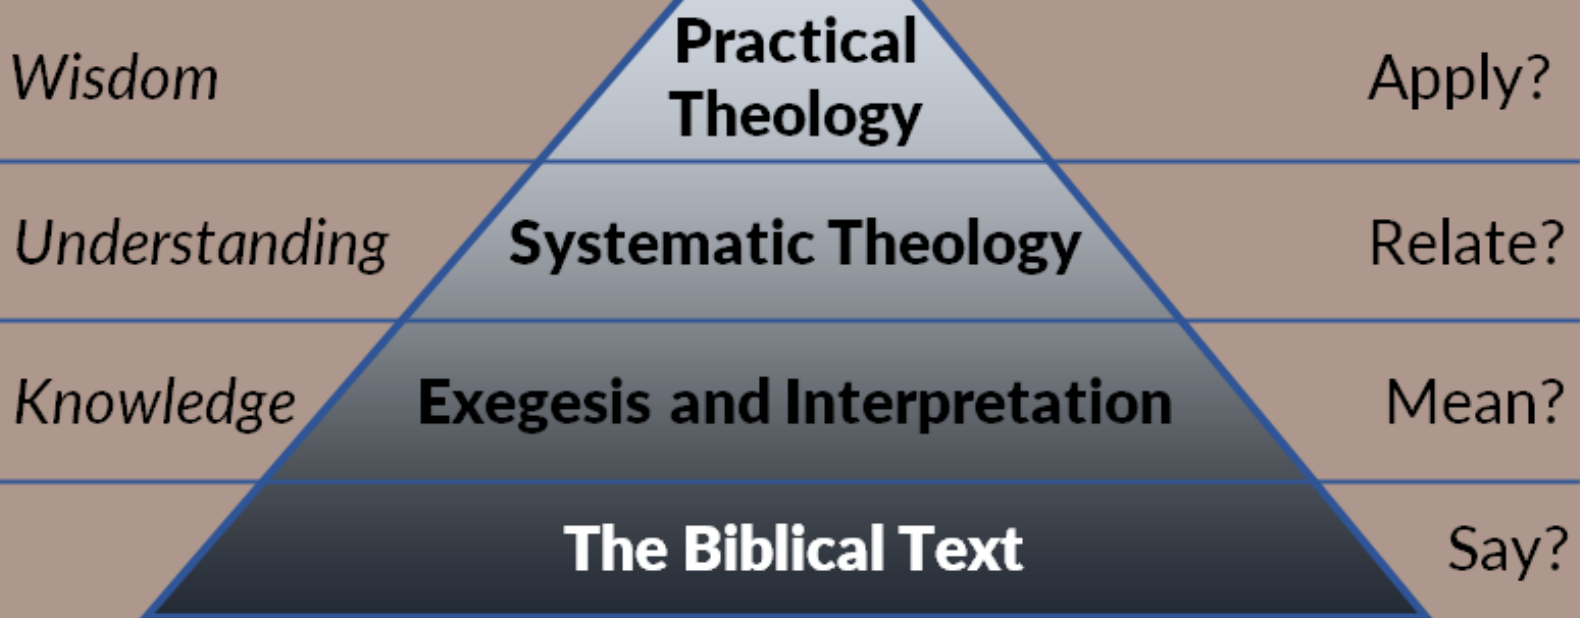 Wisdom
Practical
Theology
Apply?
Understanding
Systematic Theology
Relate?
Knowledge
Exegesis and Interpretation
Mean?
The Biblical Text
Say?